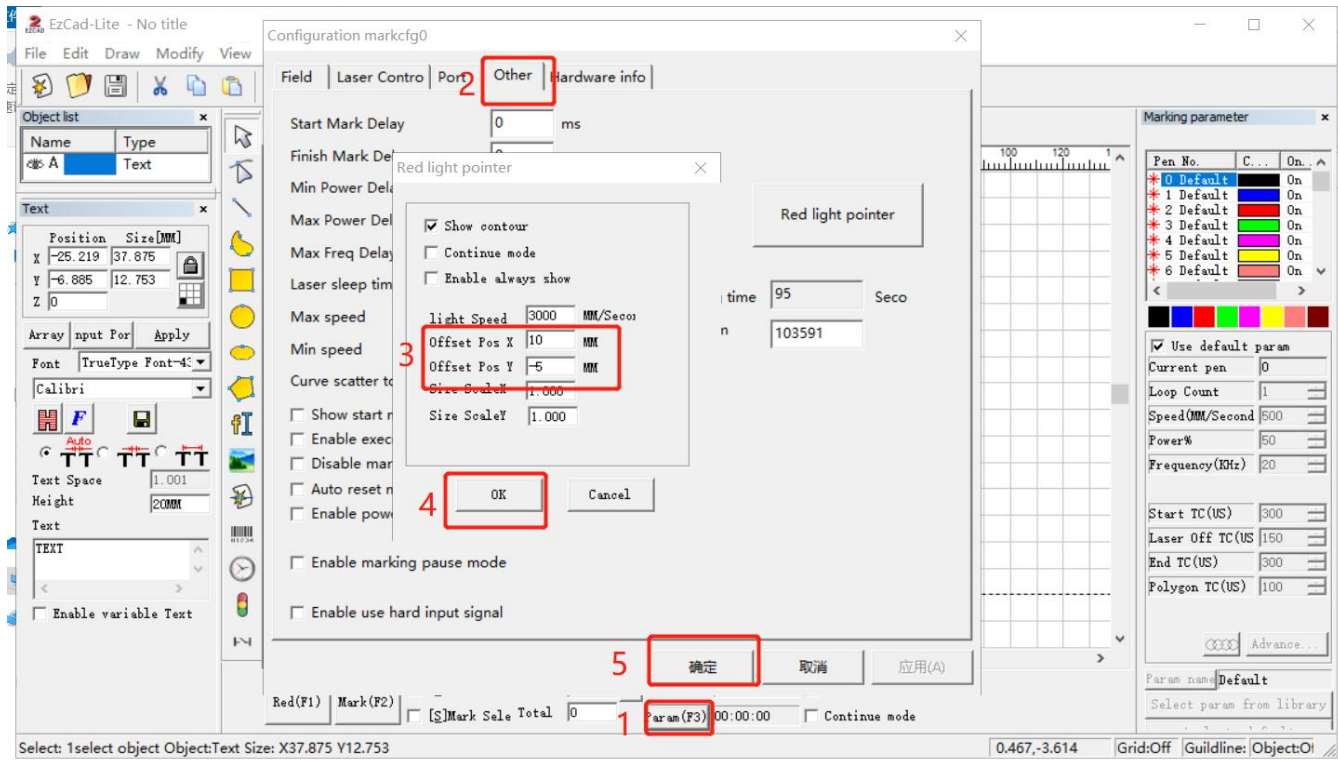 EzCad-Lite - No title
File Edit Draw Modify View
Object list
Name Type
A Text
Text
Position Size[MM]
X -25.219 37.875
Y -6.885 12.753
Z 0
Array nput Por Apply
Font TrueType Font-43
Calibri
F
Auto
TT TT TT
Text Space 1.001
Height 20MM
Text
TEXT
Enable variable Text
Configuration markcfg0
Field Laser Contro Port Other Hardware info
2
Start Mark Delay 0 ms
Finish Mark De
Min Power Dela
Max Power Del
Max Freq Delay
Laser sleep tim
Max speed
Min speed
Curve scatter to
Show start
Enable exec
Disable mar
Auto reset
Enable pow
Enable marking pause mode
Enable use hard input signal
Red light pointer
Show contour
Continue mode
Enable always show
light Speed 3000 MM/Secon
3
Offset Pos X 10 MM
Offset Pos Y -5 MM
Size ScaleX 1.000
Size ScaleY 1.000
4
OK Cancel
Red light pointer
time 95 Seco
n 103591
5
确定 取消 应用(A)
Red(F1) Mark(F2) [S]Mark Sele Total 0 Param(F3) 00:00:00 Continue mode
1
100 120
Marking parameter
Pen No. C... On..
0 Default On
1 Default On
2 Default On
3 Default On
4 Default On
5 Default On
6 Default On
Use default param
Current pen 0
Loop Count 1
Speed(MM/Second 500
Power% 50
Frequency(KHz) 20
Start TC(US) 300
Laser Off TC(US 150
End TC(US) 300
Polygon TC(US) 100
Advance...
Param name Default
Select param from library
Select: 1select object Object:Text Size: X37.875 Y12.753
0.467,-3.614 Grid:Off Guildline: Object:Of